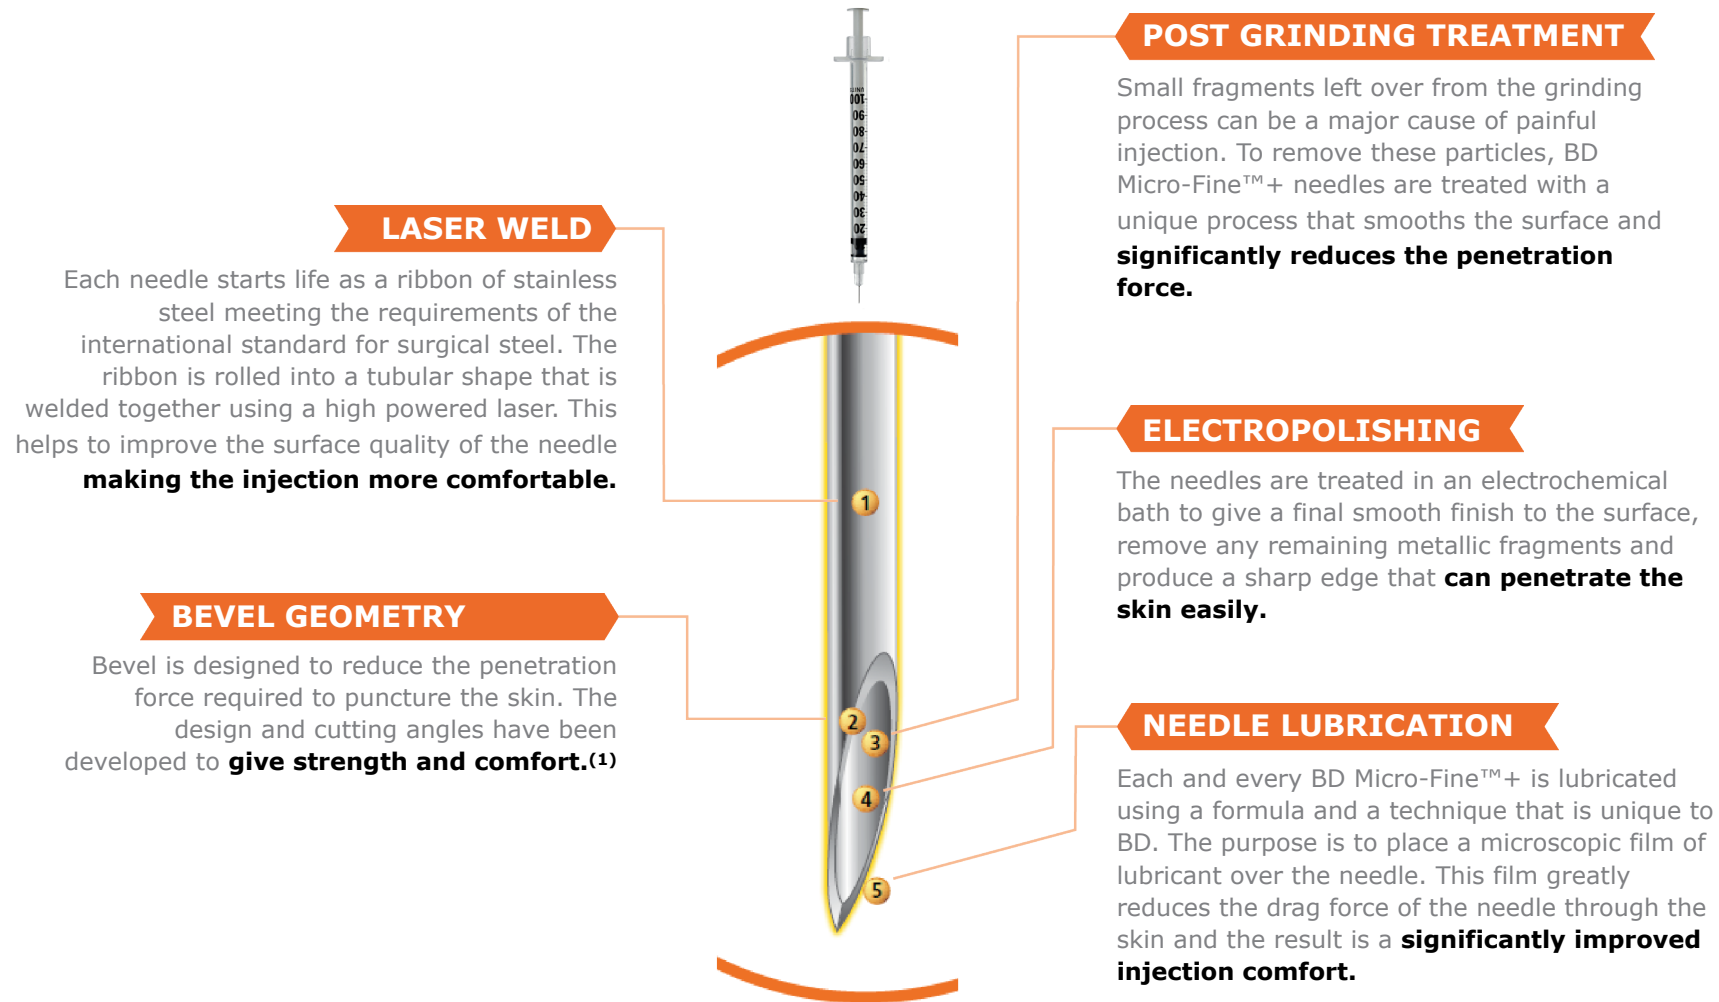 UNITS
100
90
80
70
60
50
40
30
20
LASER WELD
Each needle starts life as a ribbon of stainless
steel meeting the requirements of the
international standard for surgical steel. The
ribbon is rolled into a tubular shape that is
welded together using a high powered laser. This
helps to improve the surface quality of the needle
making the injection more comfortable.
BEVEL GEOMETRY
Bevel is designed to reduce the penetration
force required to puncture the skin. The
design and cutting angles have been
developed to give strength and comfort.(1)
1
2
3
4
5
POST GRINDING TREATMENT
Small fragments left over from the grinding
process can be a major cause of painful
injection. To remove these particles, BD
Micro-Fine™+ needles are treated with a
unique process that smooths the surface and
significantly reduces the penetration
force.
ELECTROPOLISHING
The needles are treated in an electrochemical
bath to give a final smooth finish to the surface,
remove any remaining metallic fragments and
produce a sharp edge that can penetrate the
skin easily.
NEEDLE LUBRICATION
Each and every BD Micro-Fine™+ is lubricated
using a formula and a technique that is unique to
BD. The purpose is to place a microscopic film of
lubricant over the needle. This film greatly
reduces the drag force of the needle through the
skin and the result is a significantly improved
injection comfort.